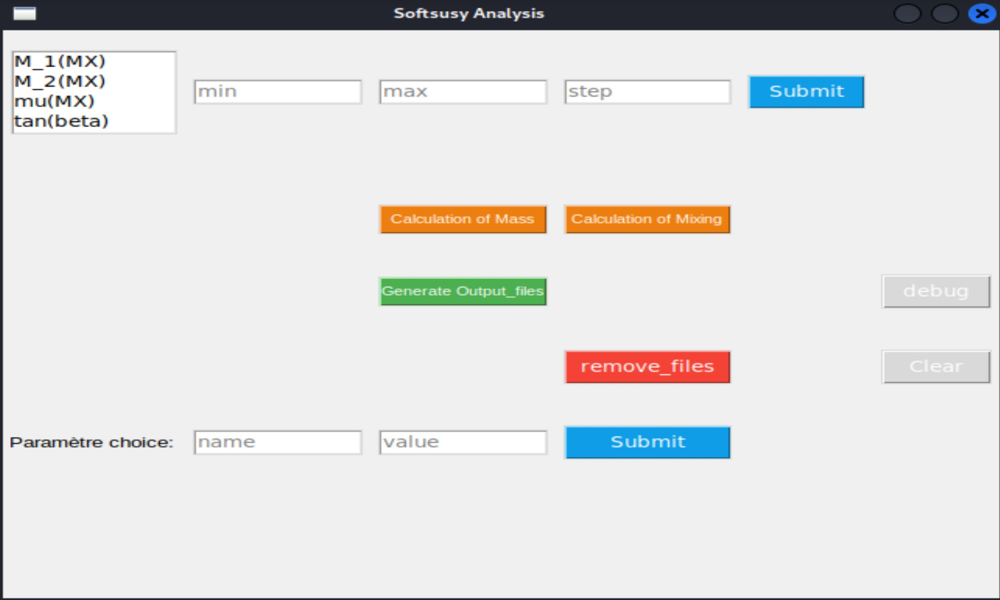 Softsusy Analysis
M_1(MX)
M_2(MX)
mu(MX)
tan(beta)
min
max
step
Submit
Calculation of Mass
Calculation of Mixing
Generate Output_files
debug
remove_files
Clear
Paramètre choice:
name
value
Submit